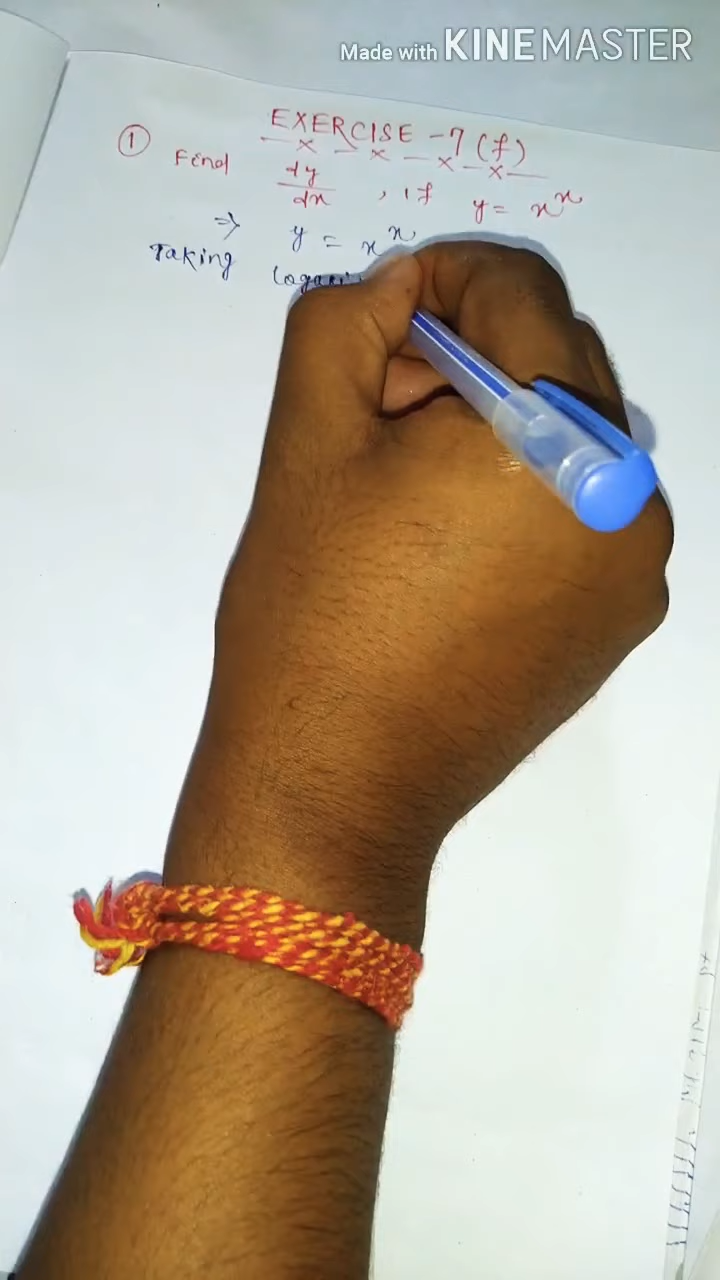 Made with KINEMASTER
EXERCISE -7 (f)
① Find dy/dx , if y = x^x
⇒ y = x^x
Taking